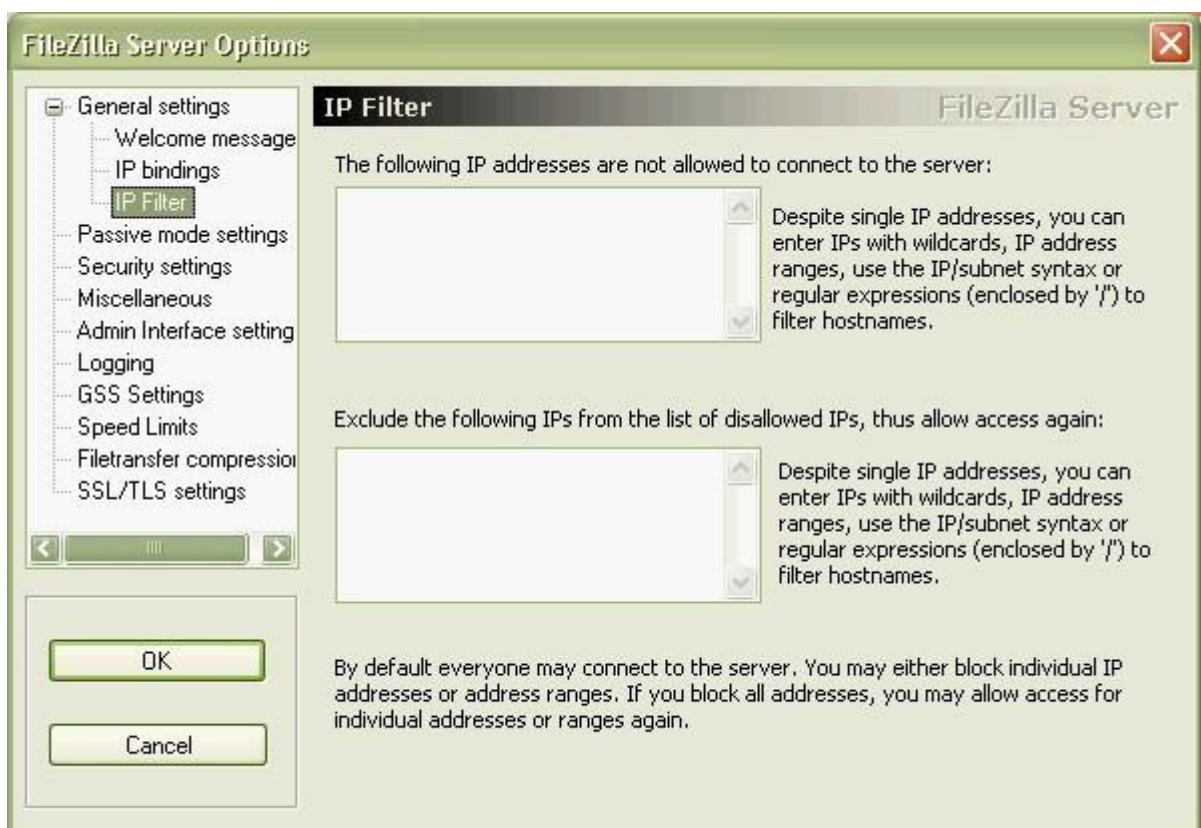 FileZilla Server Options
General settings
Welcome message
IP bindings
IP Filter
Passive mode settings
Security settings
Miscellaneous
Admin Interface setting
Logging
GSS Settings
Speed Limits
Filetransfer compression
SSL/TLS settings
OK
Cancel
IP Filter
FileZilla Server
The following IP addresses are not allowed to connect to the server:
Despite single IP addresses, you can
enter IPs with wildcards, IP address
ranges, use the IP/subnet syntax or
regular expressions (enclosed by '/') to
filter hostnames.
Exclude the following IPs from the list of disallowed IPs, thus allow access again:
Despite single IP addresses, you can
enter IPs with wildcards, IP address
ranges, use the IP/subnet syntax or
regular expressions (enclosed by '/') to
filter hostnames.
By default everyone may connect to the server. You may either block individual IP
addresses or address ranges. If you block all addresses, you may allow access for
individual addresses or ranges again.